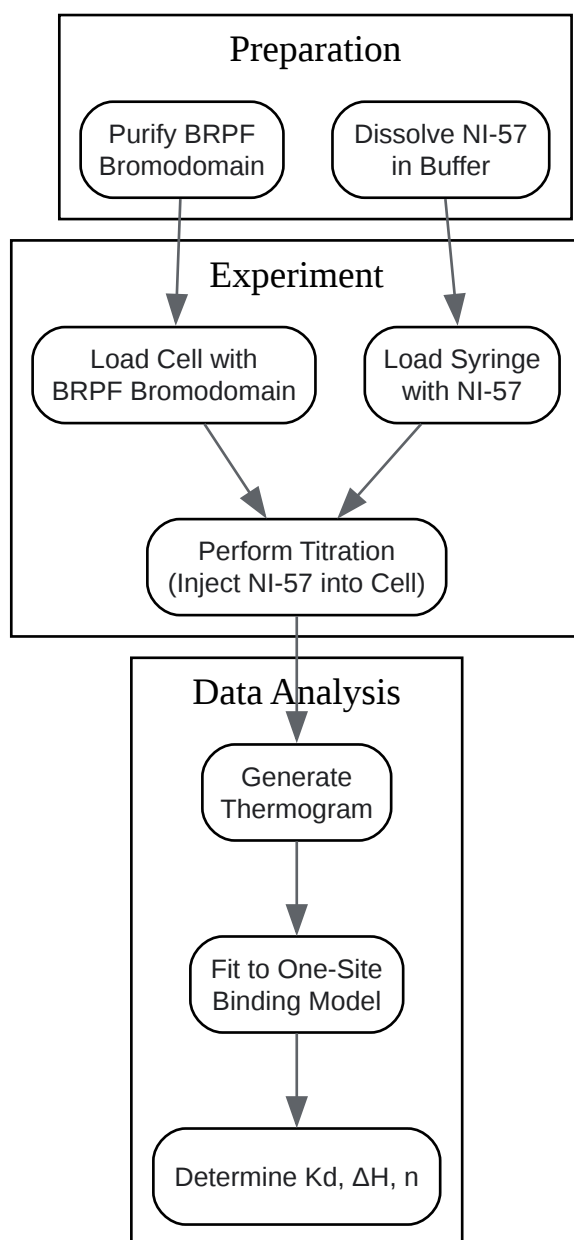 Preparation
Purify BRPF
Bromodomain
Dissolve NI-57
in Buffer
Experiment
Load Cell with
BRPF Bromodomain
Load Syringe
with NI-57
Perform Titration
(Inject NI-57 into Cell)
Data Analysis
Generate
Thermogram
Fit to One-Site
Binding Model
Determine Kd, ΔH, n